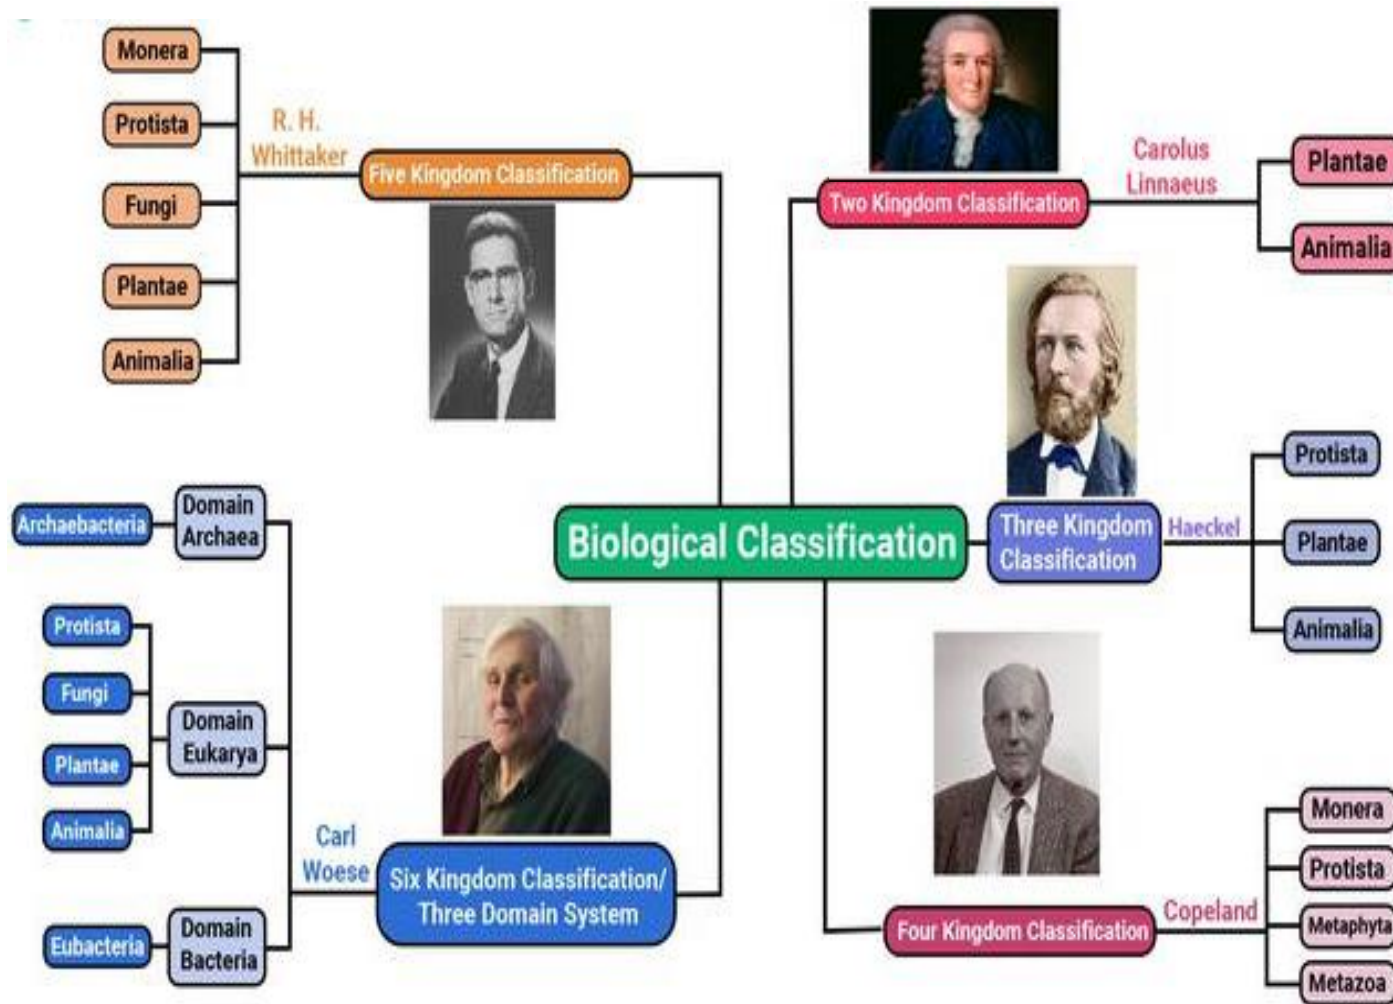 Monera
Protista
Fungi
Plantae
Animalia
R. H.
Whittaker
Five Kingdom Classification
Two Kingdom Classification
Carolus
Linnaeus
Plantae
Animalia
Biological Classification
Three Kingdom
Classification
Haeckel
Protista
Plantae
Animalia
Archaebacteria
Domain
Archaea
Protista
Fungi
Plantae
Animalia
Domain
Eukarya
Eubacteria
Domain
Bacteria
Carl
Woese
Six Kingdom Classification/
Three Domain System
Four Kingdom Classification
Copeland
Monera
Protista
Metaphyta
Metazoa